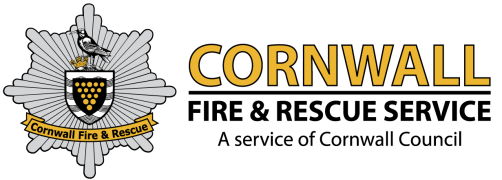 Cornwall Fire & Rescue
CORNWALL
FIRE & RESCUE SERVICE
A service of Cornwall Council